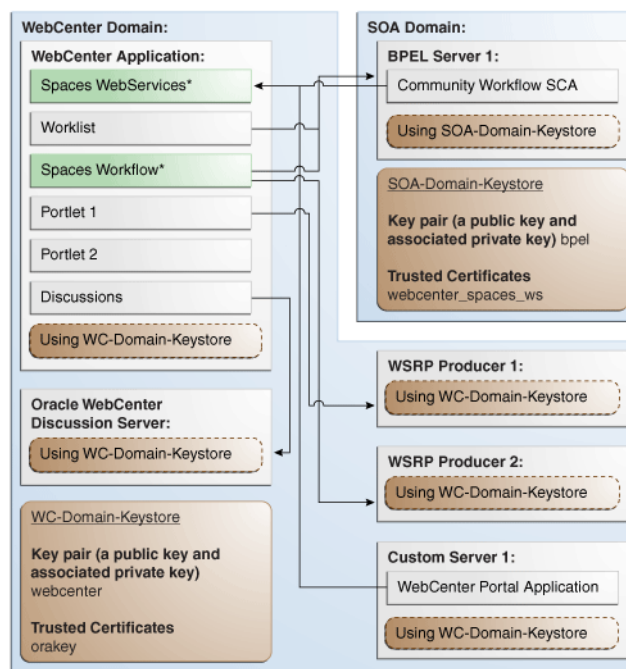 WebCenter Domain:
WebCenter Application:
Spaces WebServices*
Worklist
Spaces Workflow*
Portlet 1
Portlet 2
Discussions
Using WC-Domain-Keystore
Oracle WebCenter
Discussion Server:
Using WC-Domain-Keystore
WC-Domain-Keystore
Key pair (a public key and
associated private key)
webcenter
Trusted Certificates
orakey
SOA Domain:
BPEL Server 1:
Community Workflow SCA
Using SOA-Domain-Keystore
SOA-Domain-Keystore
Key pair (a public key and
associated private key) bpel
Trusted Certificates
webcenter_spaces_ws
WSRP Producer 1:
Using WC-Domain-Keystore
WSRP Producer 2:
Using WC-Domain-Keystore
Custom Server 1:
WebCenter Portal Application
Using WC-Domain-Keystore